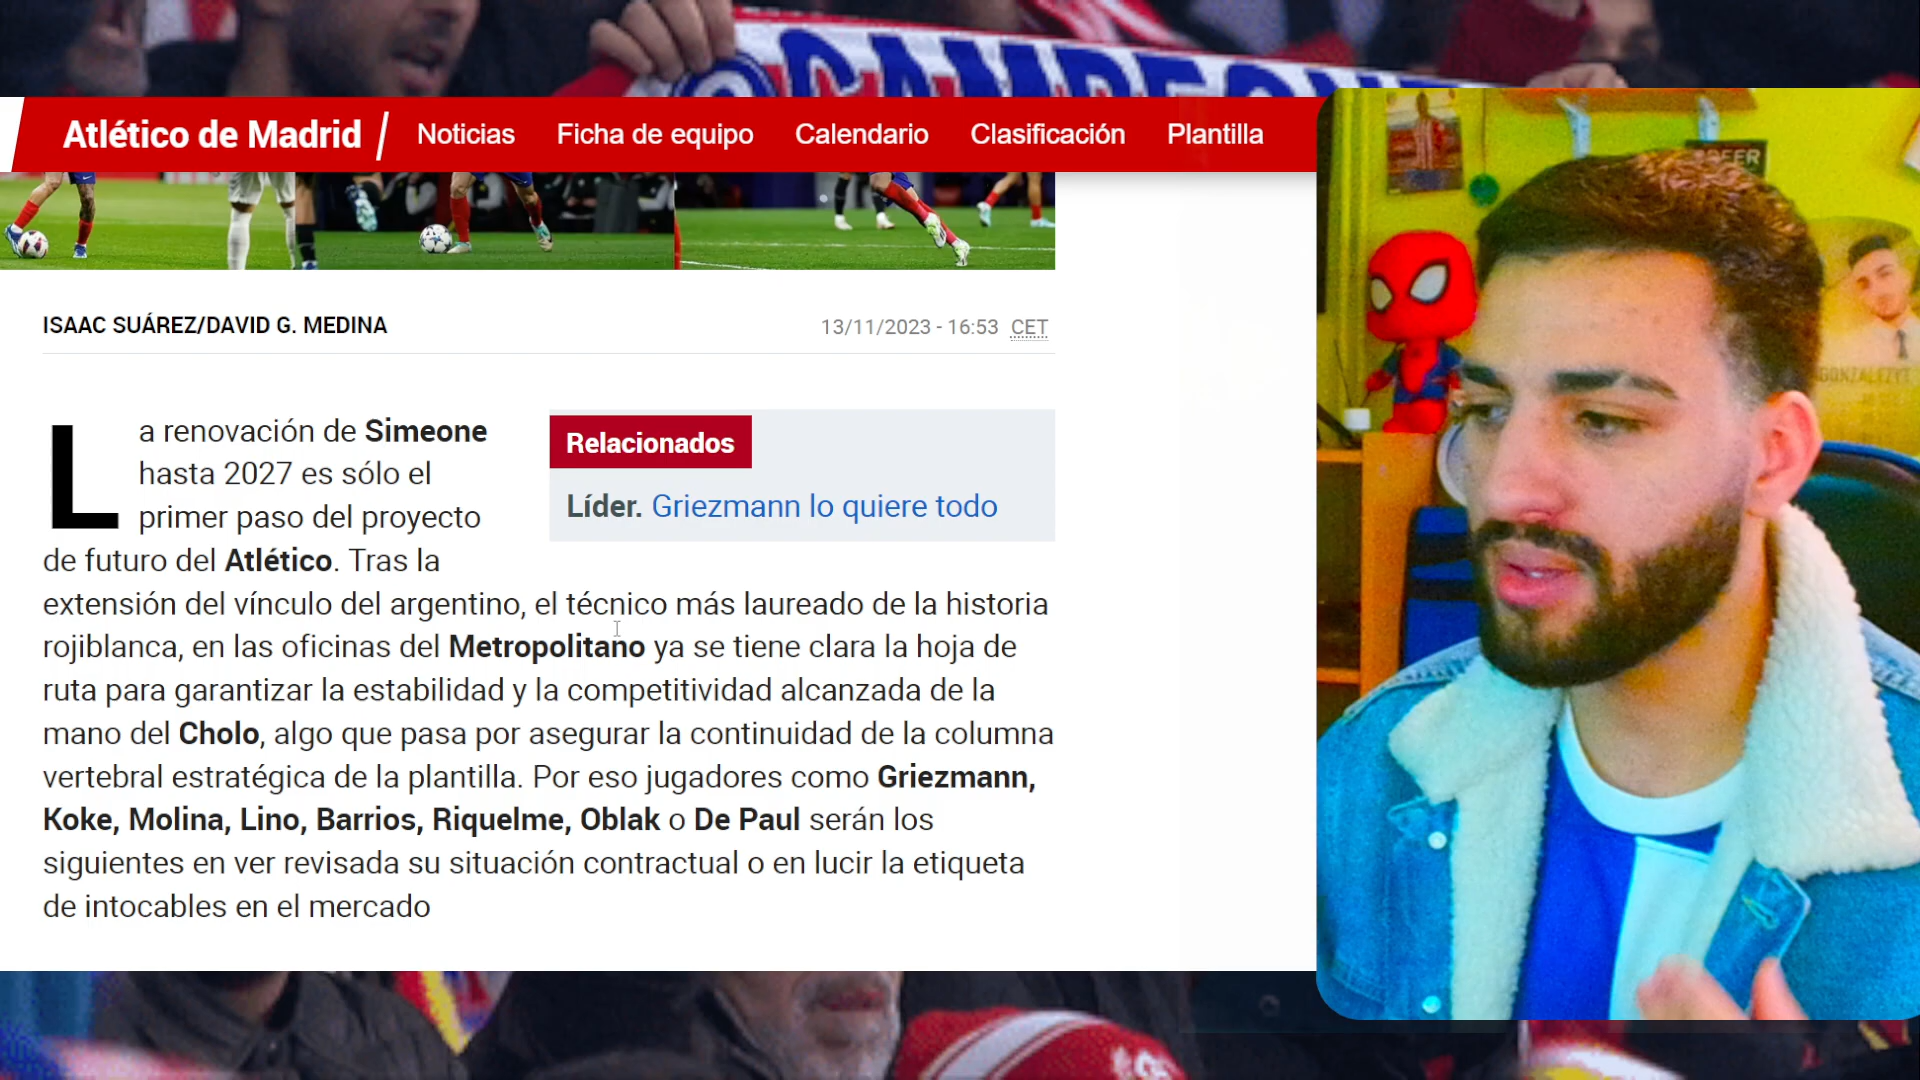 CAMPEON
Atlético de Madrid / Noticias Ficha de equipo Calendario Clasificación Plantilla
ISAAC SUÁREZ/DAVID G. MEDINA
13/11/2023 - 16:53 CET
La renovación de Simeone
hasta 2027 es sólo el
primer paso del proyecto
de futuro del Atlético. Tras la
Relacionados
Líder. Griezmann lo quiere todo
extensión del vínculo del argentino, el técnico más laureado de la historia
rojiblanca, en las oficinas del Metropolitano ya se tiene clara la hoja de
ruta para garantizar la estabilidad y la competitividad alcanzada de la
mano del Cholo, algo que pasa por asegurar la continuidad de la columna
vertebral estratégica de la plantilla. Por eso jugadores como Griezmann,
Koke, Molina, Lino, Barrios, Riquelme, Oblak o De Paul serán los
siguientes en ver revisada su situación contractual o en lucir la etiqueta
de intocables en el mercado